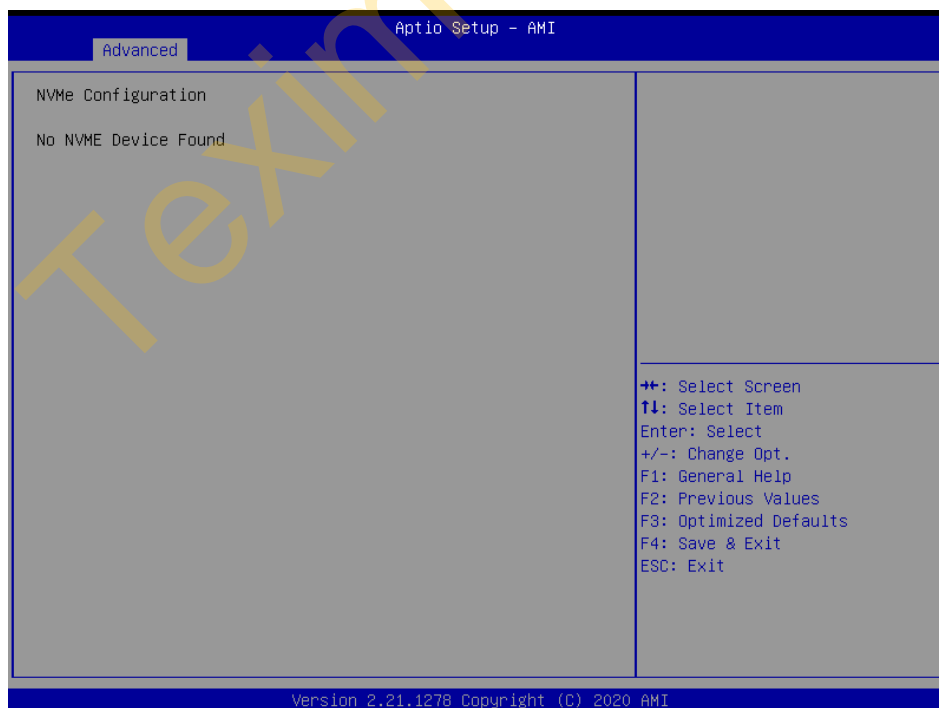 Aptio Setup – AMI
Advanced
NVMe Configuration
No NVME Device Found
→←: Select Screen
↑↓: Select Item
Enter: Select
+/-: Change Opt.
F1: General Help
F2: Previous Values
F3: Optimized Defaults
F4: Save & Exit
ESC: Exit
Version 2.21.1278 Copyright (C) 2020 AMI